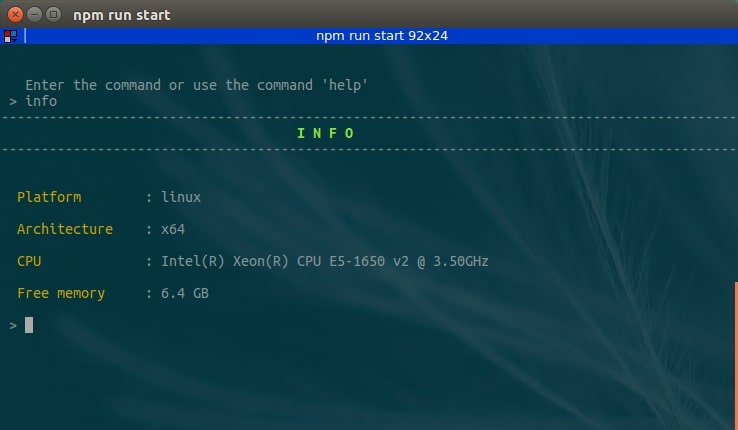 npm run start
npm run start 92x24
Enter the command or use the command 'help'
> info
--------------------------------------------------------------------------------------------
I N F O
--------------------------------------------------------------------------------------------
Platform : linux
Architecture : x64
CPU : Intel(R) Xeon(R) CPU E5-1650 v2 @ 3.50GHz
Free memory : 6.4 GB
>